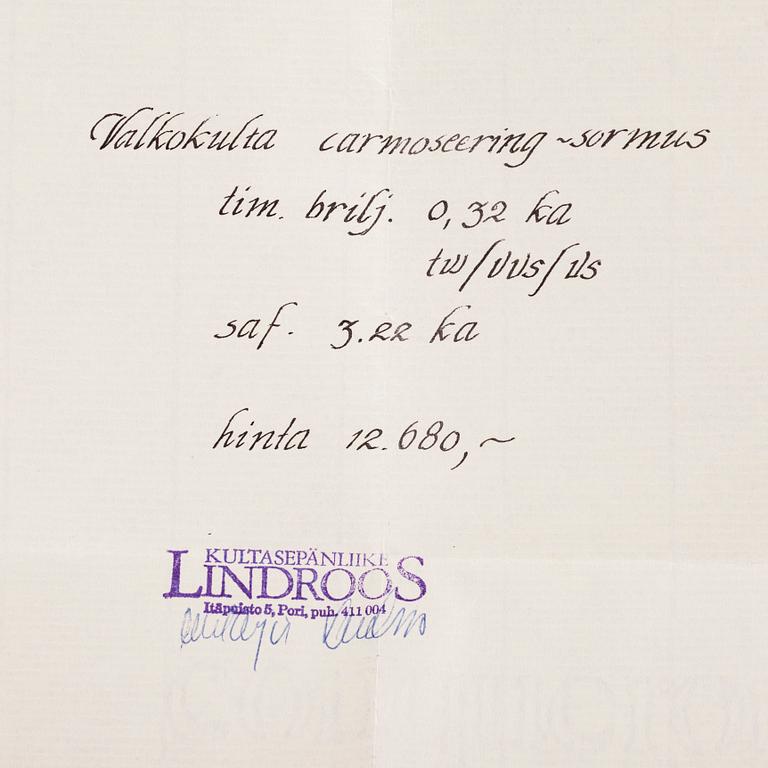 Valkokulta carmoseering ~sormus
tim. brilj. 0,32 ka
tw/vvs/vs
saf. 3.22 ka
hinta 12.680,~
KULTASEPÄNLIIKE
LINDROOS
Itäpuisto 5, Pori, puh. 411 004